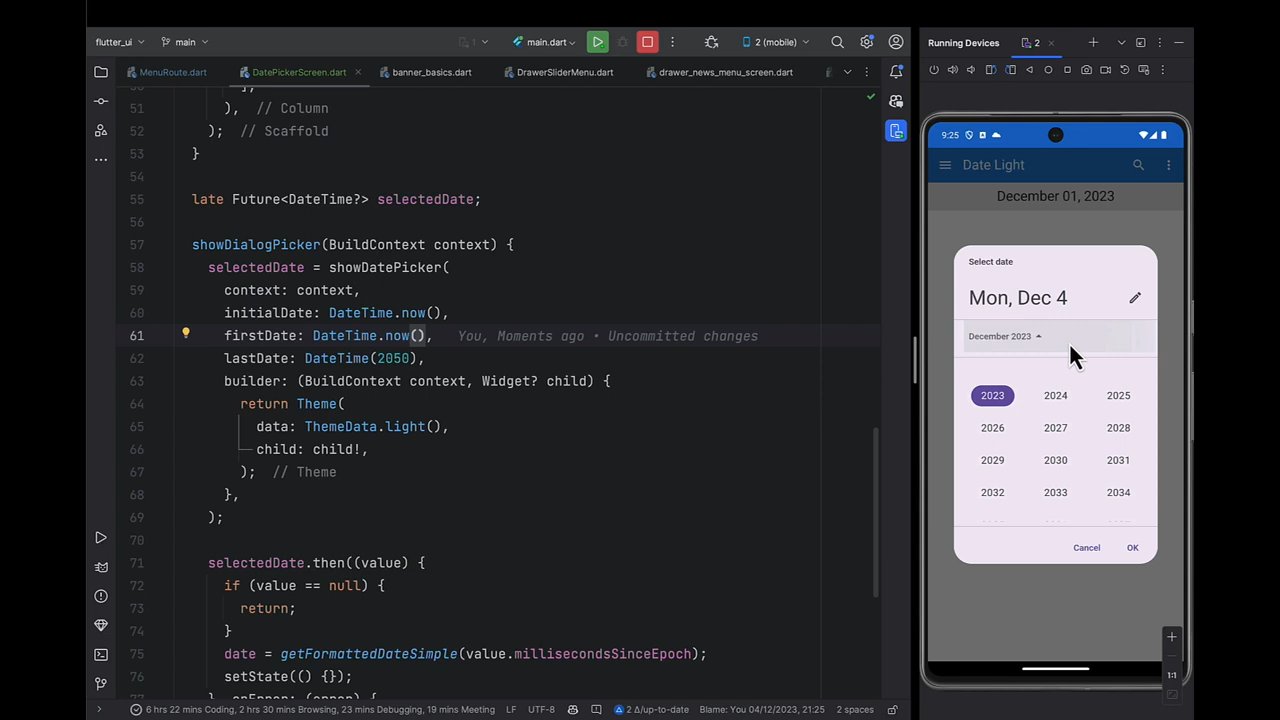 flutter_ui
main
1
main.dart
2 (mobile)
Running Devices
2
MenuRoute.dart
DatePickerScreen.dart
banner_basics.dart
DrawerSliderMenu.dart
drawer_news_menu_screen.dart
51 ), // Column
52 ); // Scaffold
53 }
54
55 late Future<DateTime?> selectedDate;
56
57 showDialogPicker(BuildContext context) {
58 selectedDate = showDatePicker(
59 context: context,
60 initialDate: DateTime.now(),
61 firstDate: DateTime.now(), You, Moments ago • Uncommitted changes
62 lastDate: DateTime(2050),
63 builder: (BuildContext context, Widget? child) {
64 return Theme(
65 data: ThemeData.light(),
66 child: child!,
67 ); // Theme
68 },
69 );
70
71 selectedDate.then((value) {
72 if (value == null) {
73 return;
74 }
75 date = getFormattedDateSimple(value.millisecondsSinceEpoch);
76 setState(() {});
9:25
Date Light
December 01, 2023
Select date
Mon, Dec 4
December 2023
2023 2024 2025
2026 2027 2028
2029 2030 2031
2032 2033 2034
Cancel OK
1:1
6 hrs 22 mins Coding, 2 hrs 30 mins Browsing, 23 mins Debugging, 19 mins Meeting
LF
UTF-8
2 Δ/up-to-date
Blame: You 04/12/2023, 21:25
2 spaces